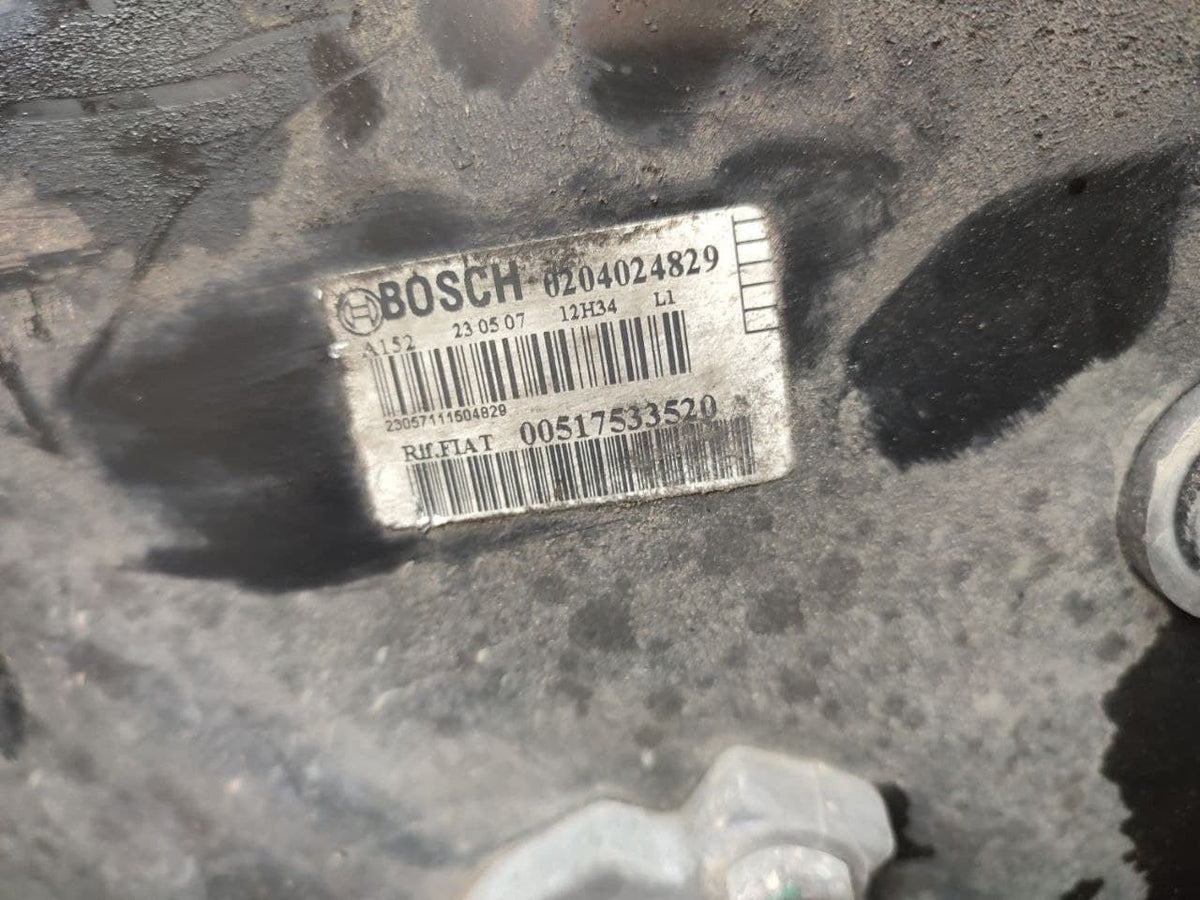 BOSCH 0204024829
A152 23 05 07 12H34 L1
23057111504829
Rif.FIAT 00517533520